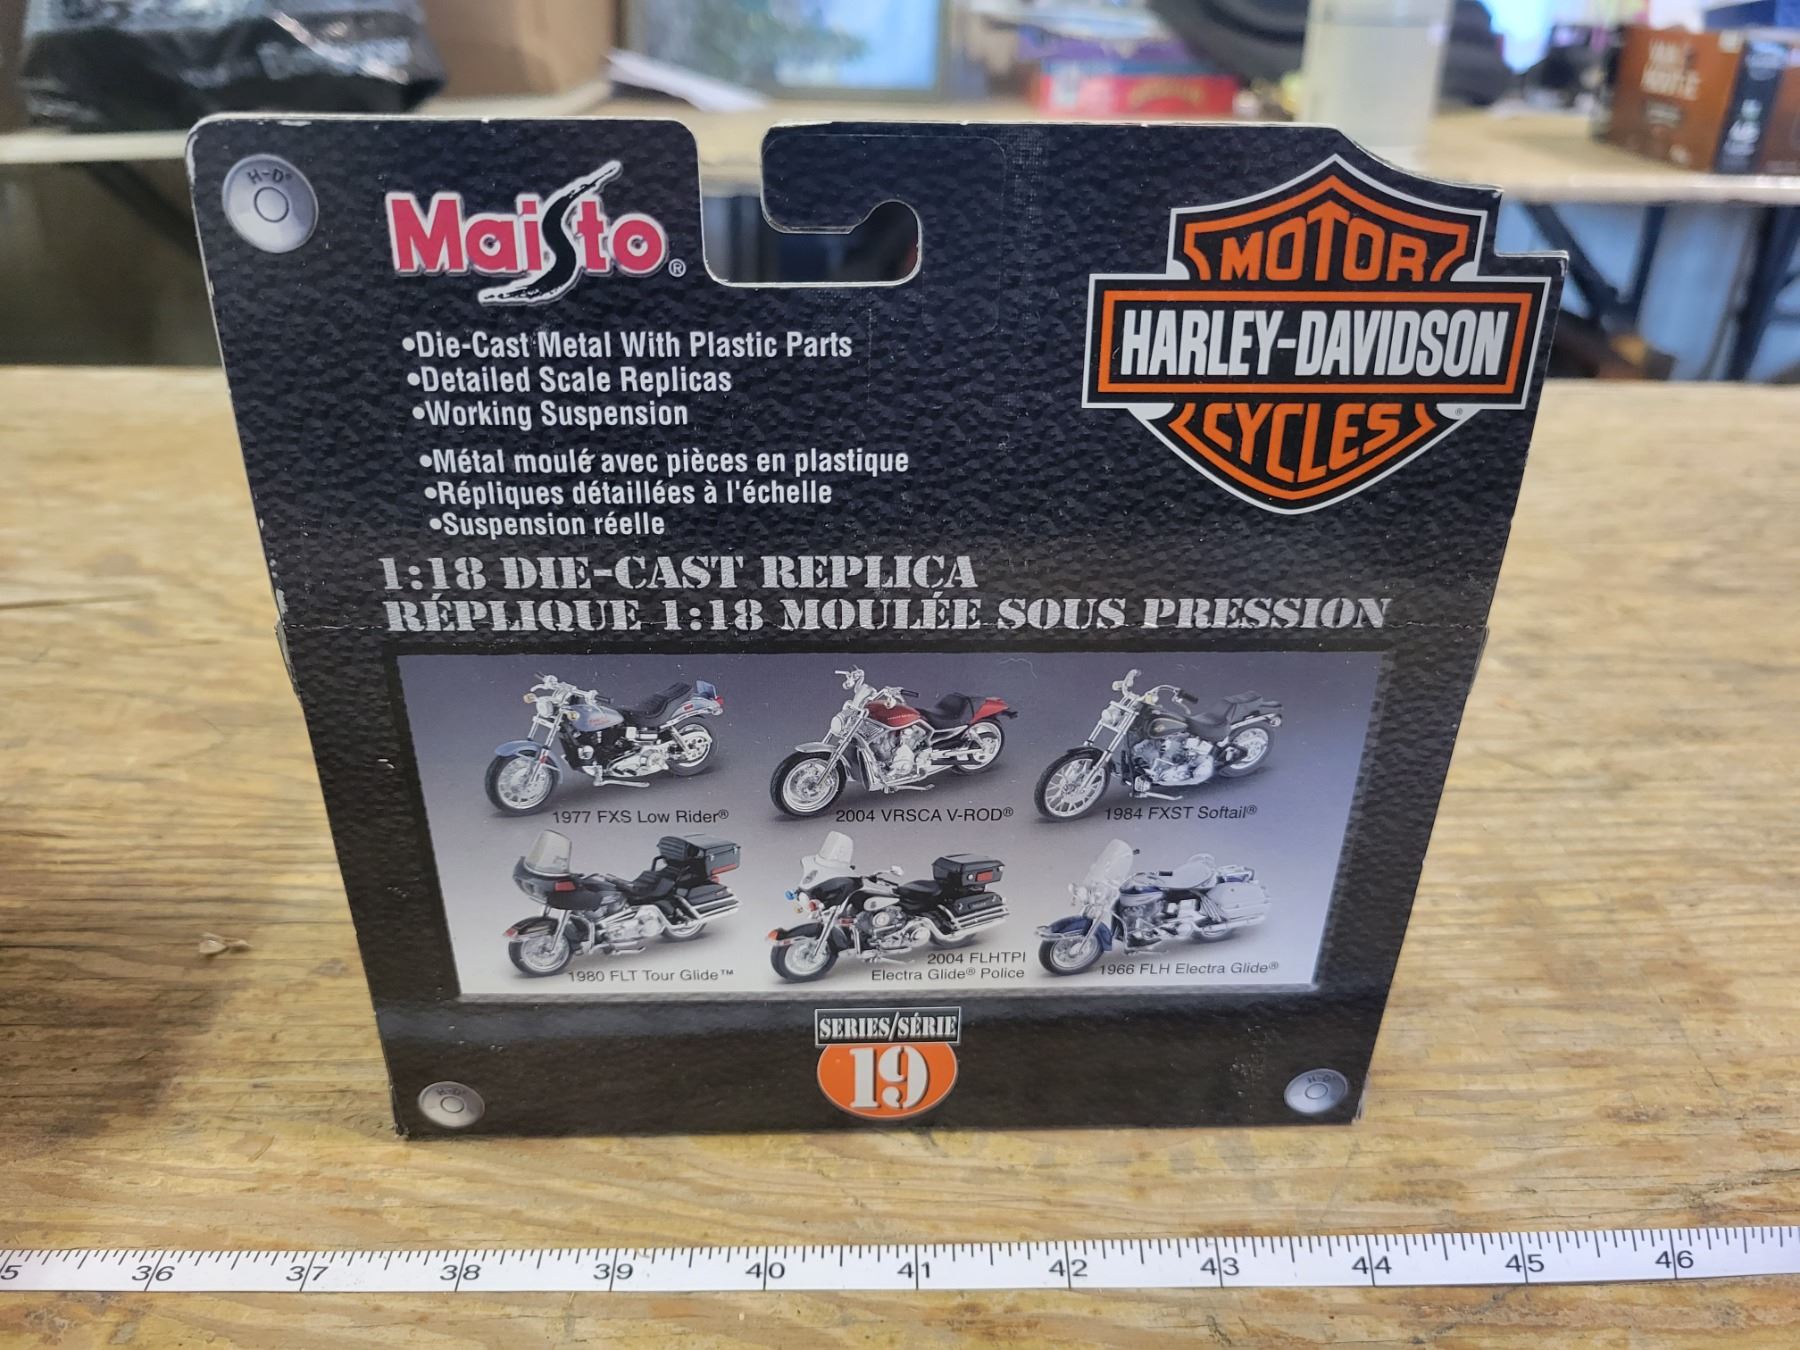 H-D®
Maisto®
•Die-Cast Metal With Plastic Parts
•Detailed Scale Replicas
•Working Suspension
•Métal moulé avec pièces en plastique
•Répliques détaillées à l'échelle
•Suspension réelle
MOTOR
HARLEY-DAVIDSON
CYCLES
®
1:18 DIE-CAST REPLICA
RÉPLIQUE 1:18 MOULÉE SOUS PRESSION
1977 FXS Low Rider®
2004 VRSCA V-ROD®
1984 FXST Softail®
1980 FLT Tour Glide™
2004 FLHTPI
Electra Glide® Police
1966 FLH Electra Glide®
SERIES/SÉRIE
19
H-D®
H-D®
5 36 37 38 39 40 41 42 43 44 45 46